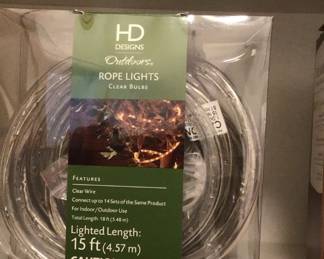 HD
DESIGNS
Outdoors®
ROPE LIGHTS
CLEAR BULBS
FEATURES
Clear Wire
Connect up to 14 Sets of the Same Product
For Indoor/Outdoor Use
Total Length: 18 ft (5.48 m)
Lighted Length:
15 ft (4.57 m)